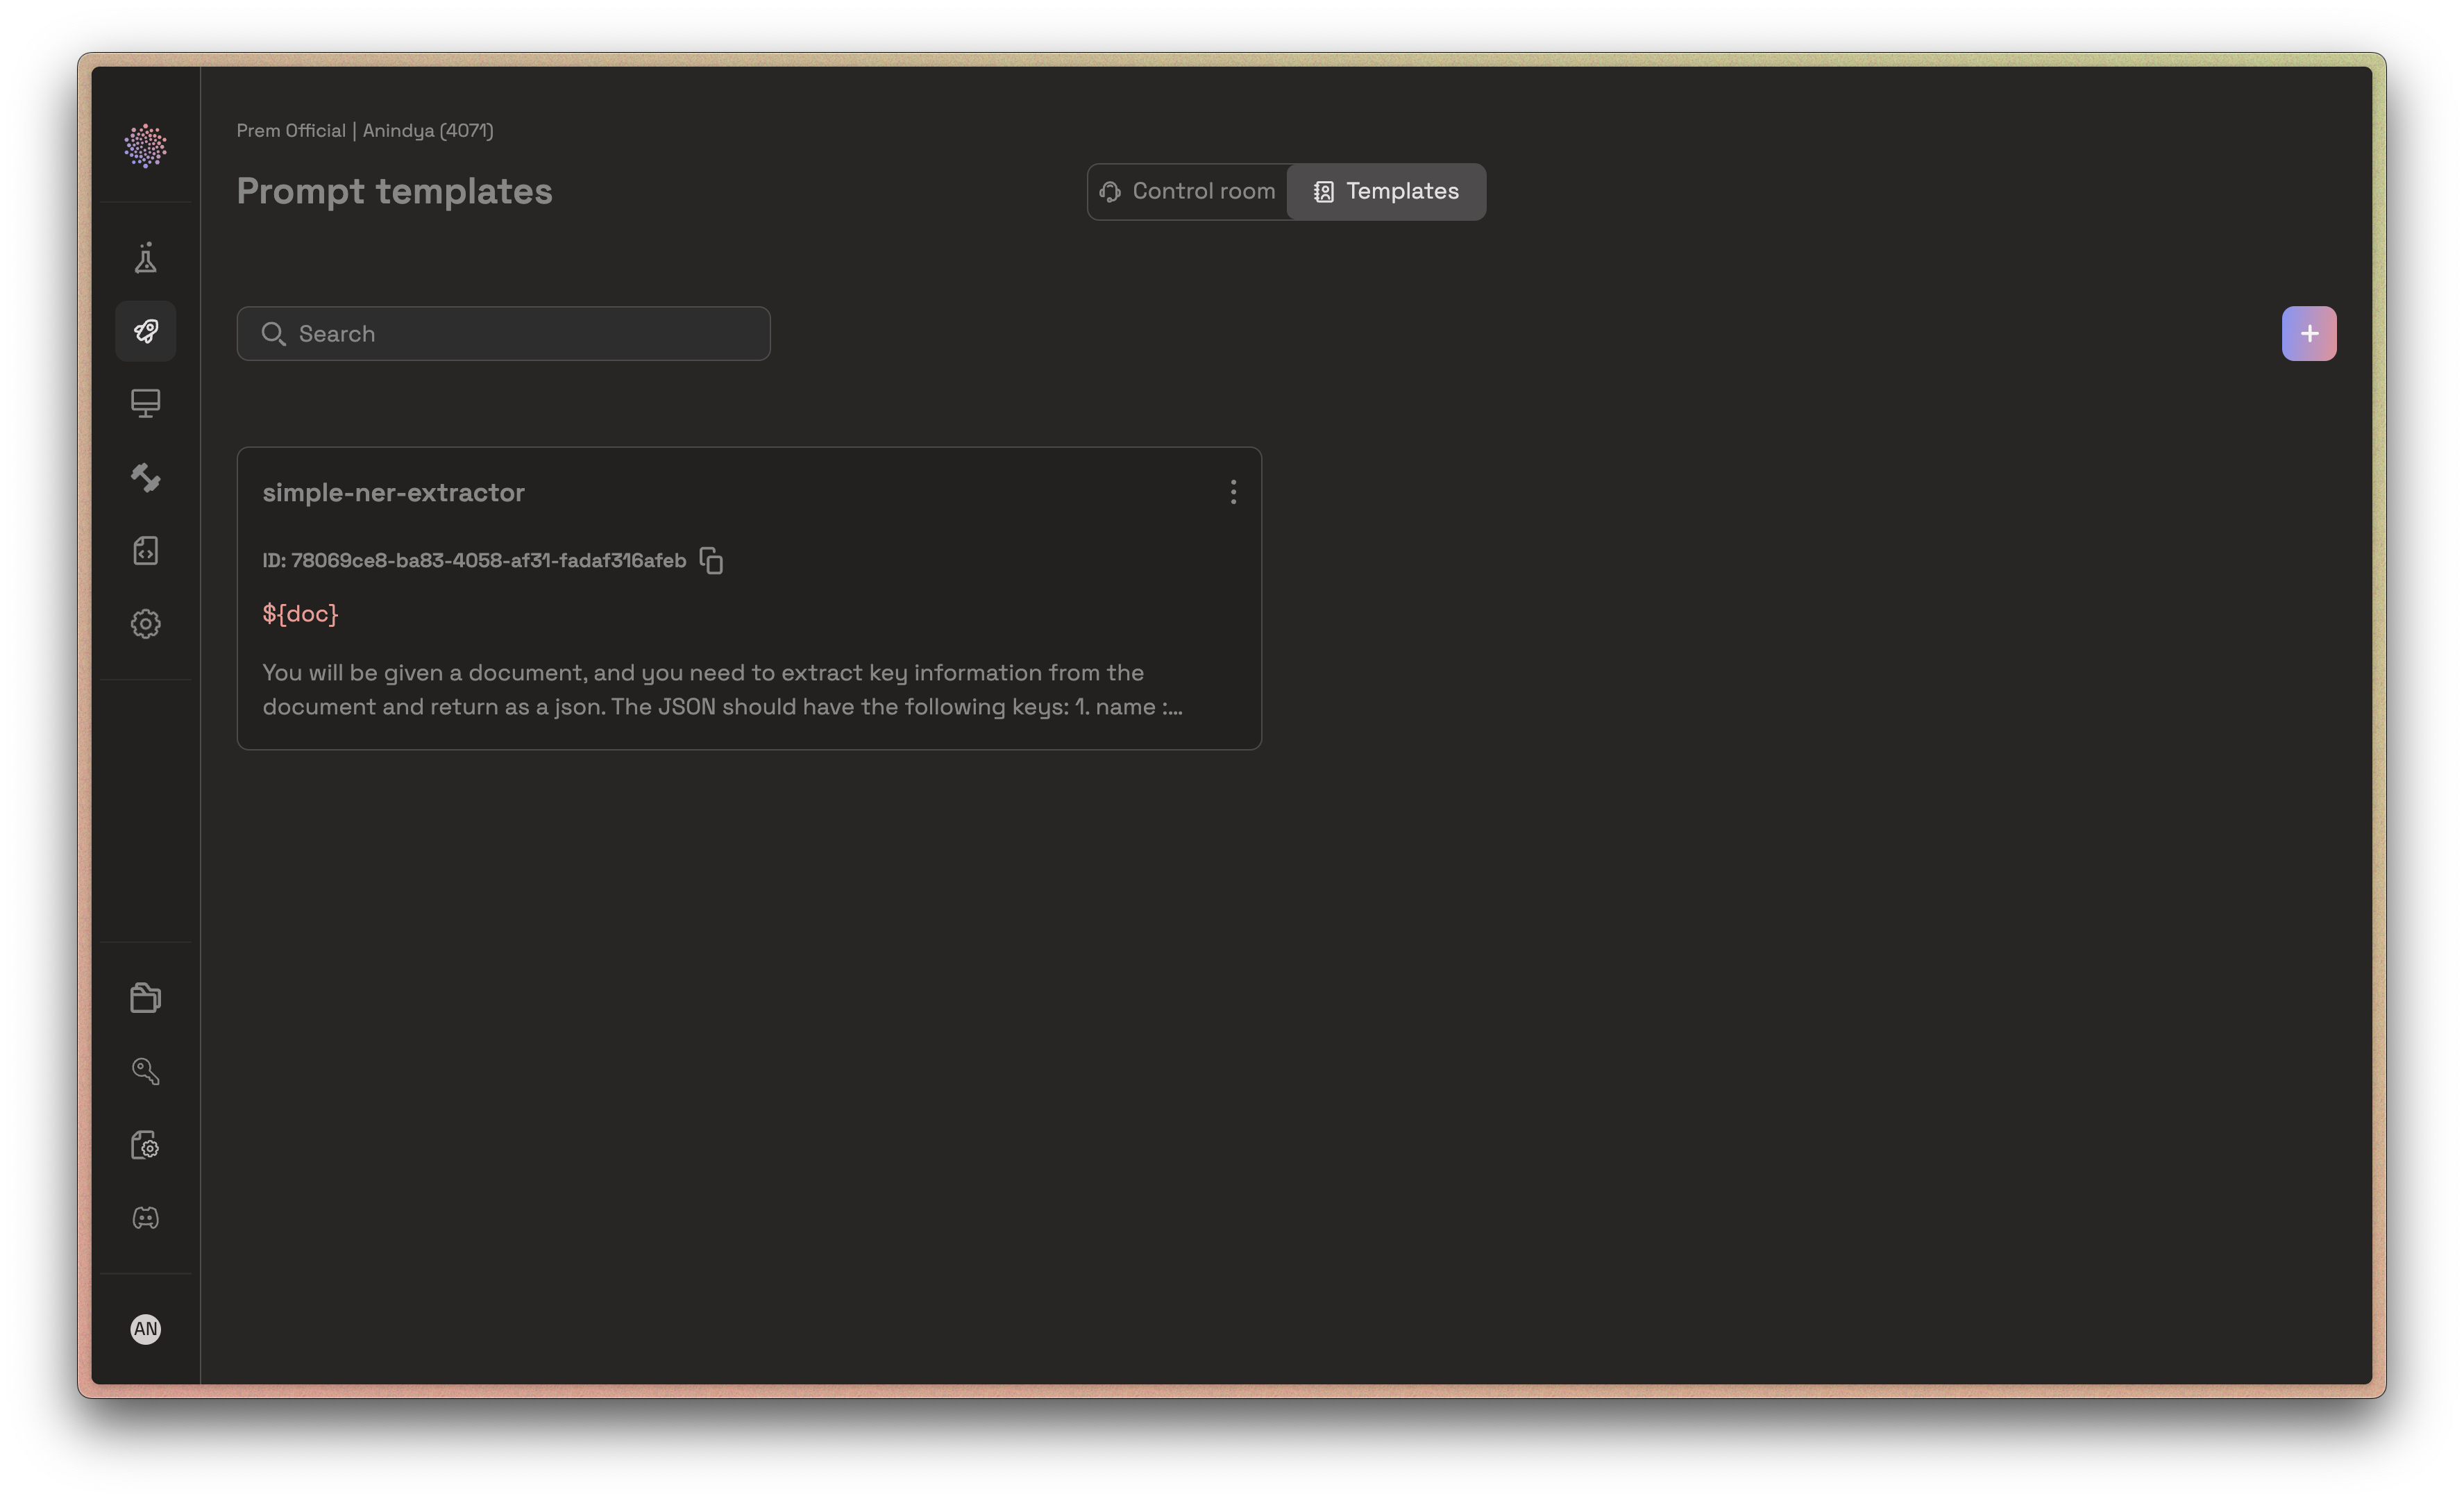 Prem Official | Anindya (4071)
Prompt templates
Control room
Templates
Search
simple-ner-extractor
ID: 78069ce8-ba83-4058-af31-fadaf316afeb
${doc}
You will be given a document, and you need to extract key information from the
document and return as a json. The JSON should have the following keys: 1. name :...
AN